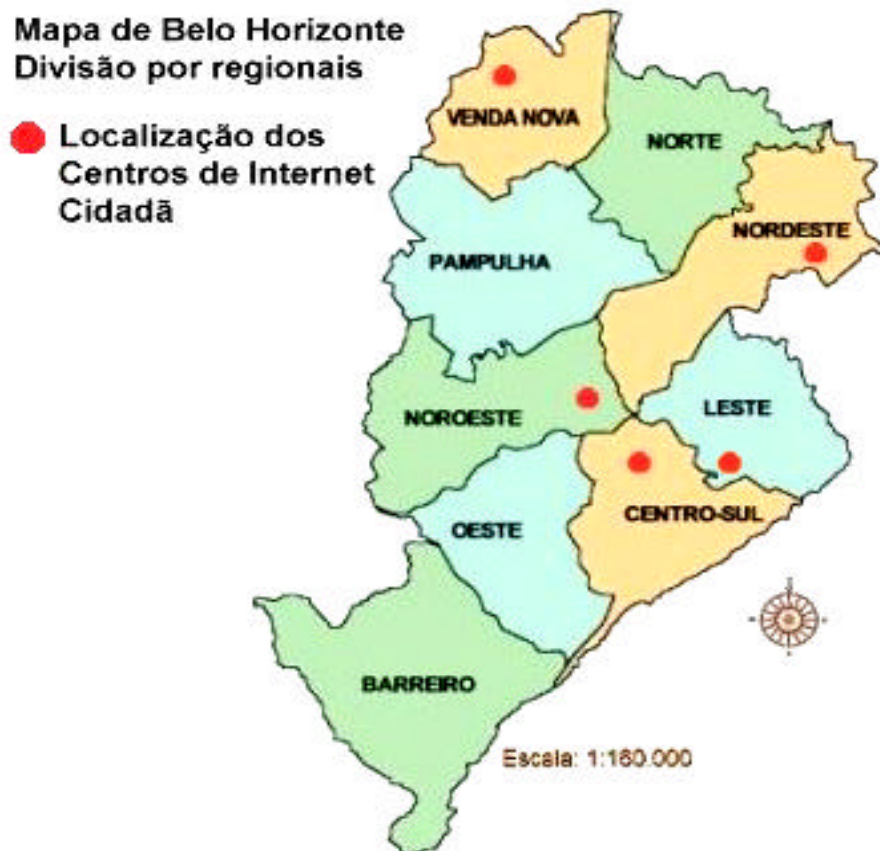 Mapa de Belo Horizonte
Divisão por regionais
Localização dos
Centros de Internet
Cidadã
VENDA NOVA
NORTE
NORDESTE
PAMPULHA
LESTE
NOROESTE
CENTRO-SUL
OESTE
BARREIRO
Escala: 1:160.000